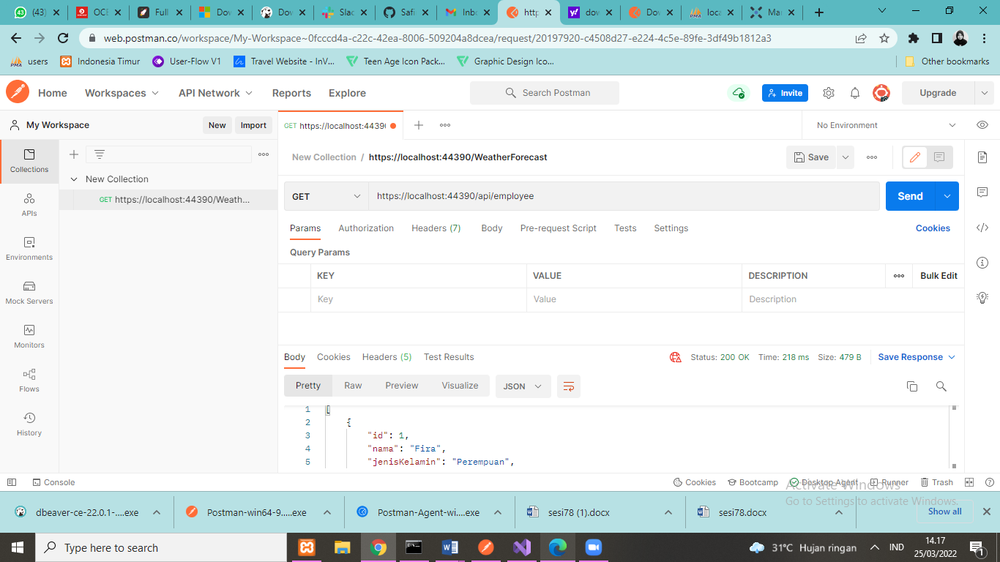 (43)
OCB
Full
Dow
Dow
Slac
Safi
Inbo
http
dow
Dow
loca
Mar
web.postman.co/workspace/My-Workspace~0fcccd4a-c22c-42ea-8006-509204a8dcea/request/20197920-c4508d27-e224-4c5e-89fe-3df49b1812a3
users
Indonesia Timur
User-Flow V1
Travel Website - InV...
Teen Age Icon Pack...
Graphic Design Ico...
Other bookmarks
Home
Workspaces
API Network
Reports
Explore
Search Postman
Invite
Upgrade
My Workspace
New
Import
GET https://localhost:4439
No Environment
Collections
New Collection
GET https://localhost:44390/Weath...
APIs
Environments
Mock Servers
Monitors
Flows
History
New Collection / https://localhost:44390/WeatherForecast
Save
GET
https://localhost:44390/api/employee
Send
Params
Authorization
Headers (7)
Body
Pre-request Script
Tests
Settings
Cookies
Query Params
KEY
VALUE
DESCRIPTION
Bulk Edit
Key
Value
Description
Body
Cookies
Headers (5)
Test Results
Status: 200 OK
Time: 218 ms
Size: 479 B
Save Response
Pretty
Raw
Preview
Visualize
JSON
1 [
2 {
3 "id": 1,
4 "nama": "Fira",
5 "jenisKelamin": "Perempuan",
Console
Cookies
Bootcamp
Desktop Agent
Runner
Trash
Activate Windows
Go to Settings to activate Windows.
dbeaver-ce-22.0.1-....exe
Postman-win64-9.....exe
Postman-Agent-wi....exe
sesi78 (1).docx
sesi78.docx
Show all
Type here to search
31°C Hujan ringan
IND
14.17
25/03/2022
1